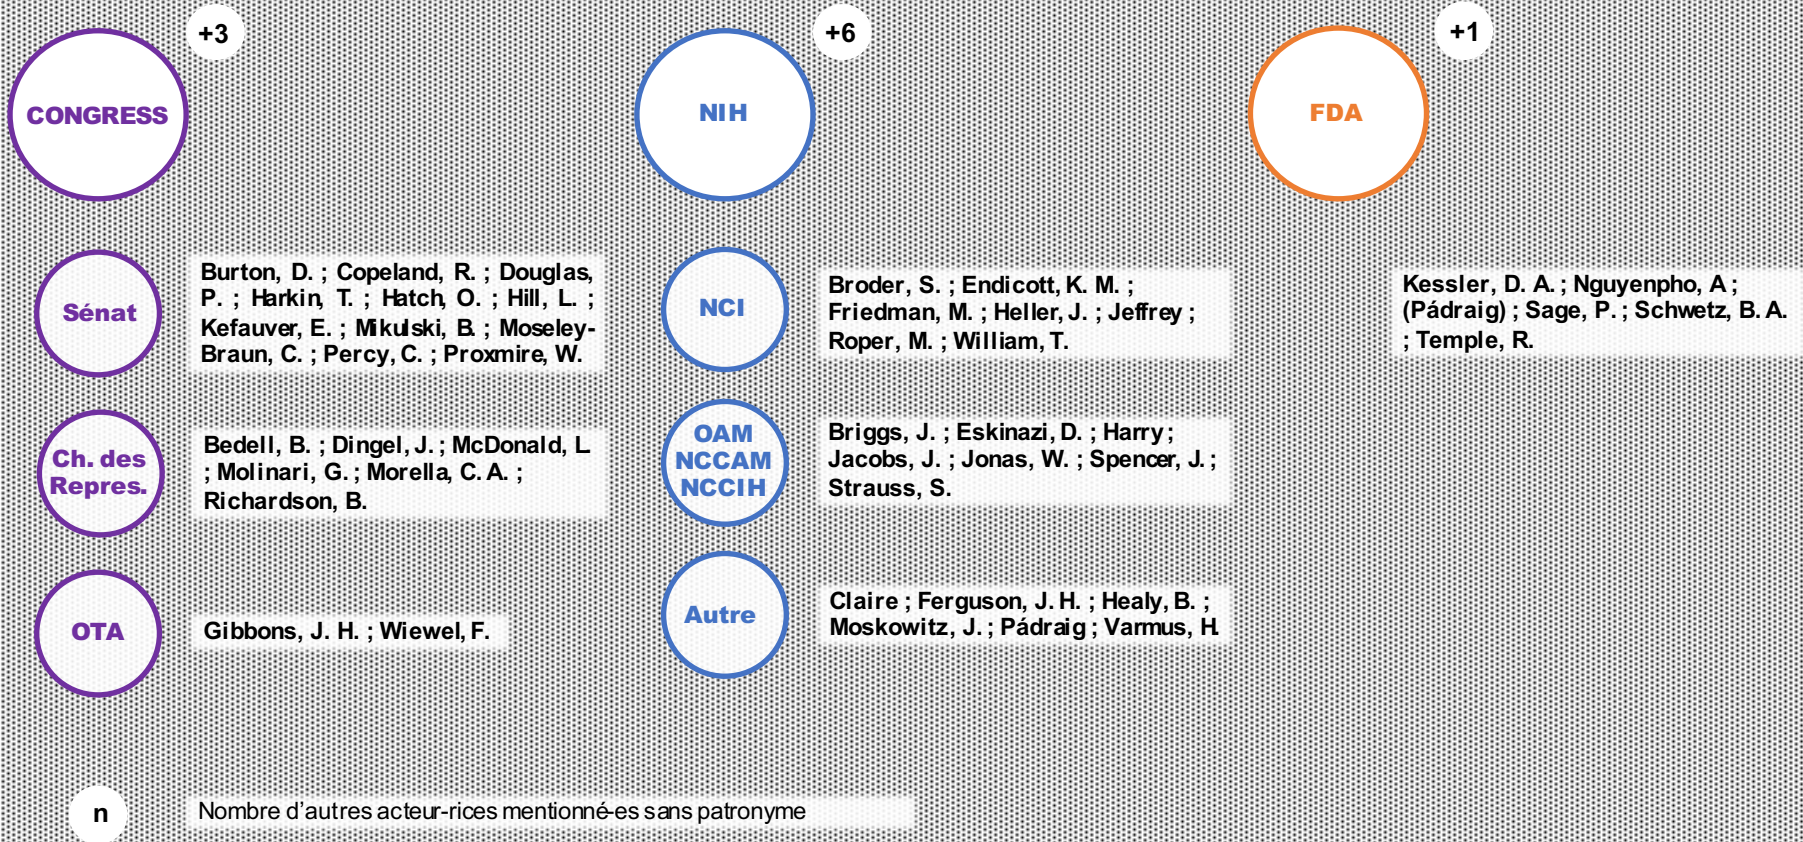 +3
CONGRESS
Sénat
Burton, D. ; Copeland, R. ; Douglas,
P. ; Harkin, T. ; Hatch, O. ; Hill, L. ;
Kefauver, E. ; Mikulski, B. ; Moseley-
Braun, C. ; Percy, C. ; Proxmire, W.
Ch. des
Repres.
Bedell, B. ; Dingel, J. ; McDonald, L.
; Molinari, G. ; Morella, C. A. ;
Richardson, B.
OTA
Gibbons, J. H. ; Wiewel, F.
+6
NIH
NCI
Broder, S. ; Endicott, K. M. ;
Friedman, M. ; Heller, J. ; Jeffrey ;
Roper, M. ; William, T.
OAM
NCCAM
NCCIH
Briggs, J. ; Eskinazi, D. ; Harry ;
Jacobs, J. ; Jonas, W. ; Spencer, J. ;
Strauss, S.
Autre
Claire ; Ferguson, J. H. ; Healy, B. ;
Moskowitz, J. ; Pádraig ; Varmus, H.
+1
FDA
Kessler, D. A. ; Nguyenpho, A ;
(Pádraig) ; Sage, P. ; Schwetz, B. A.
; Temple, R.
n
Nombre d'autres acteur-rices mentionné-es sans patronyme